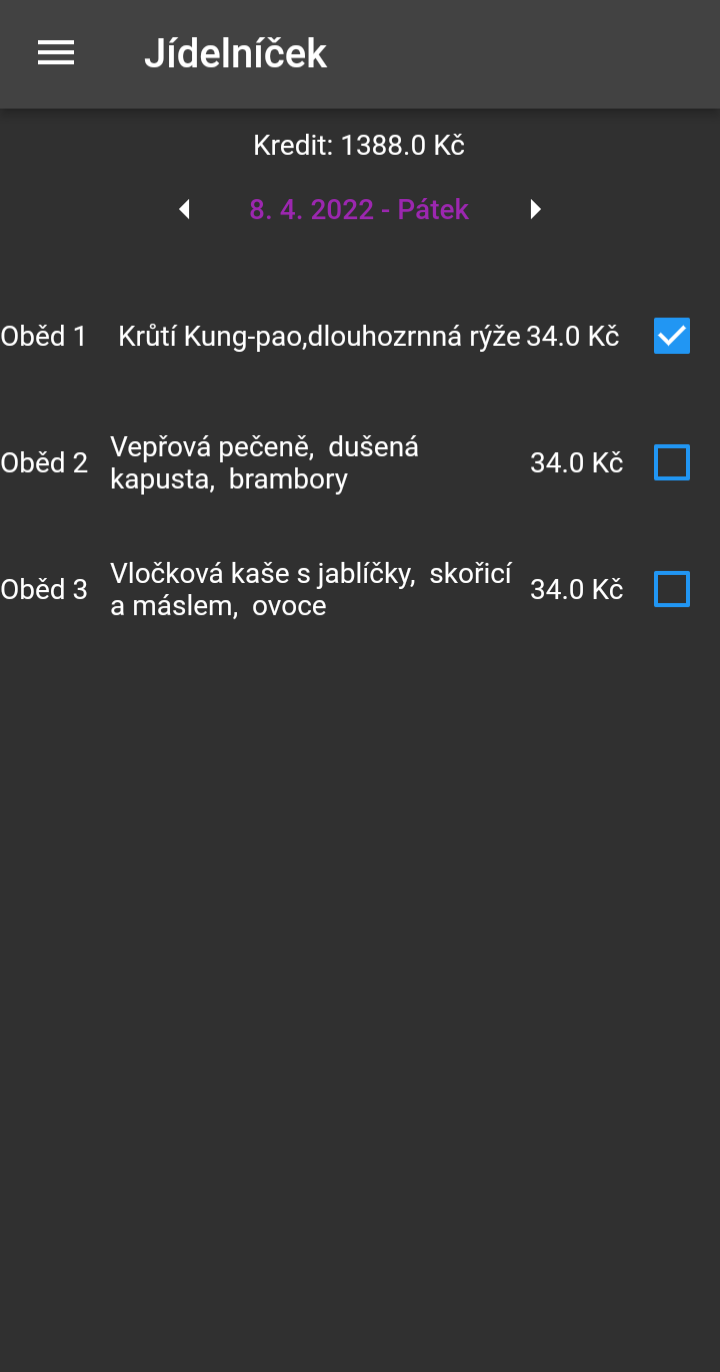 Jídelníček
Kredit: 1388.0 Kč
8. 4. 2022 - Pátek
Oběd 1 Krůtí Kung-pao,dlouhozrnná rýže 34.0 Kč
Oběd 2 Vepřová pečeně, dušená
kapusta, brambory 34.0 Kč
Oběd 3 Vločková kaše s jablíčky, skořicí
a máslem, ovoce 34.0 Kč